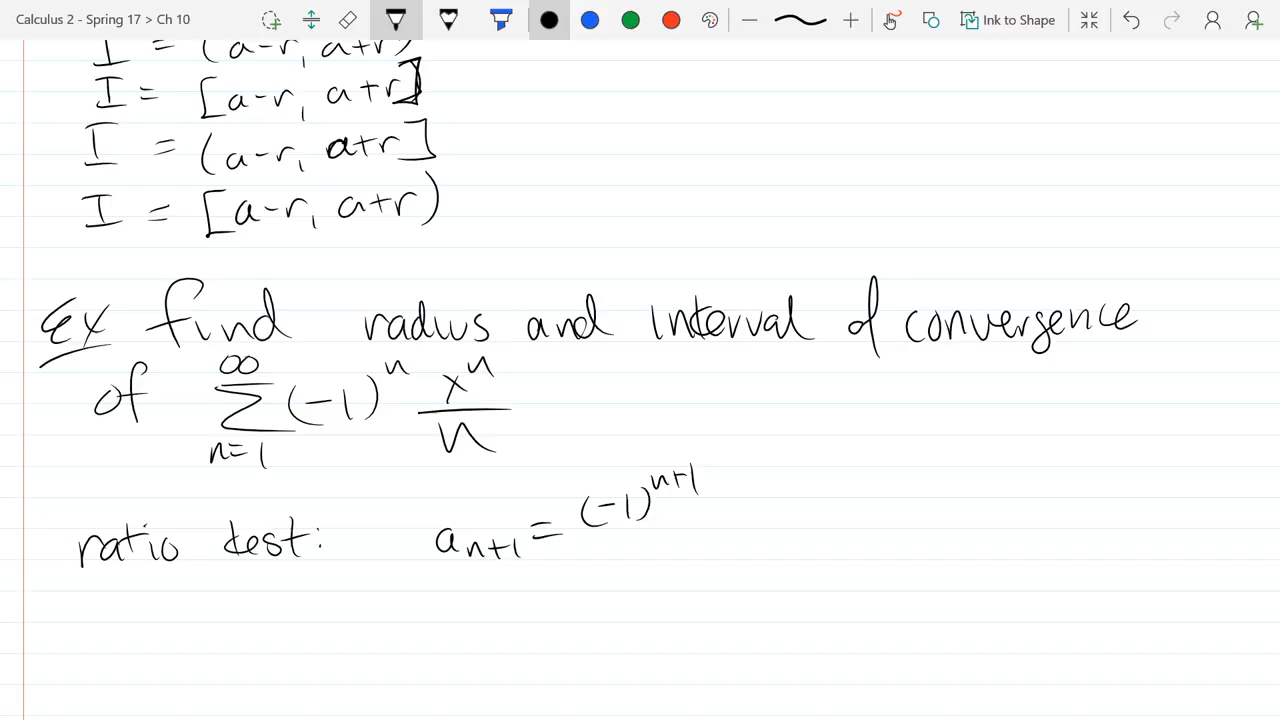 Calculus 2 - Spring 17 > Ch 10
Ink to Shape
I = (a-r, a+r)
I = [a-r, a+r]
I = (a-r, a+r]
I = [a-r, a+r)
Ex find radius and interval of convergence
of ∑_{n=1}^{∞} (-1)^n x^n/n
ratio test: a_{n+1} = (-1)^{n+1}